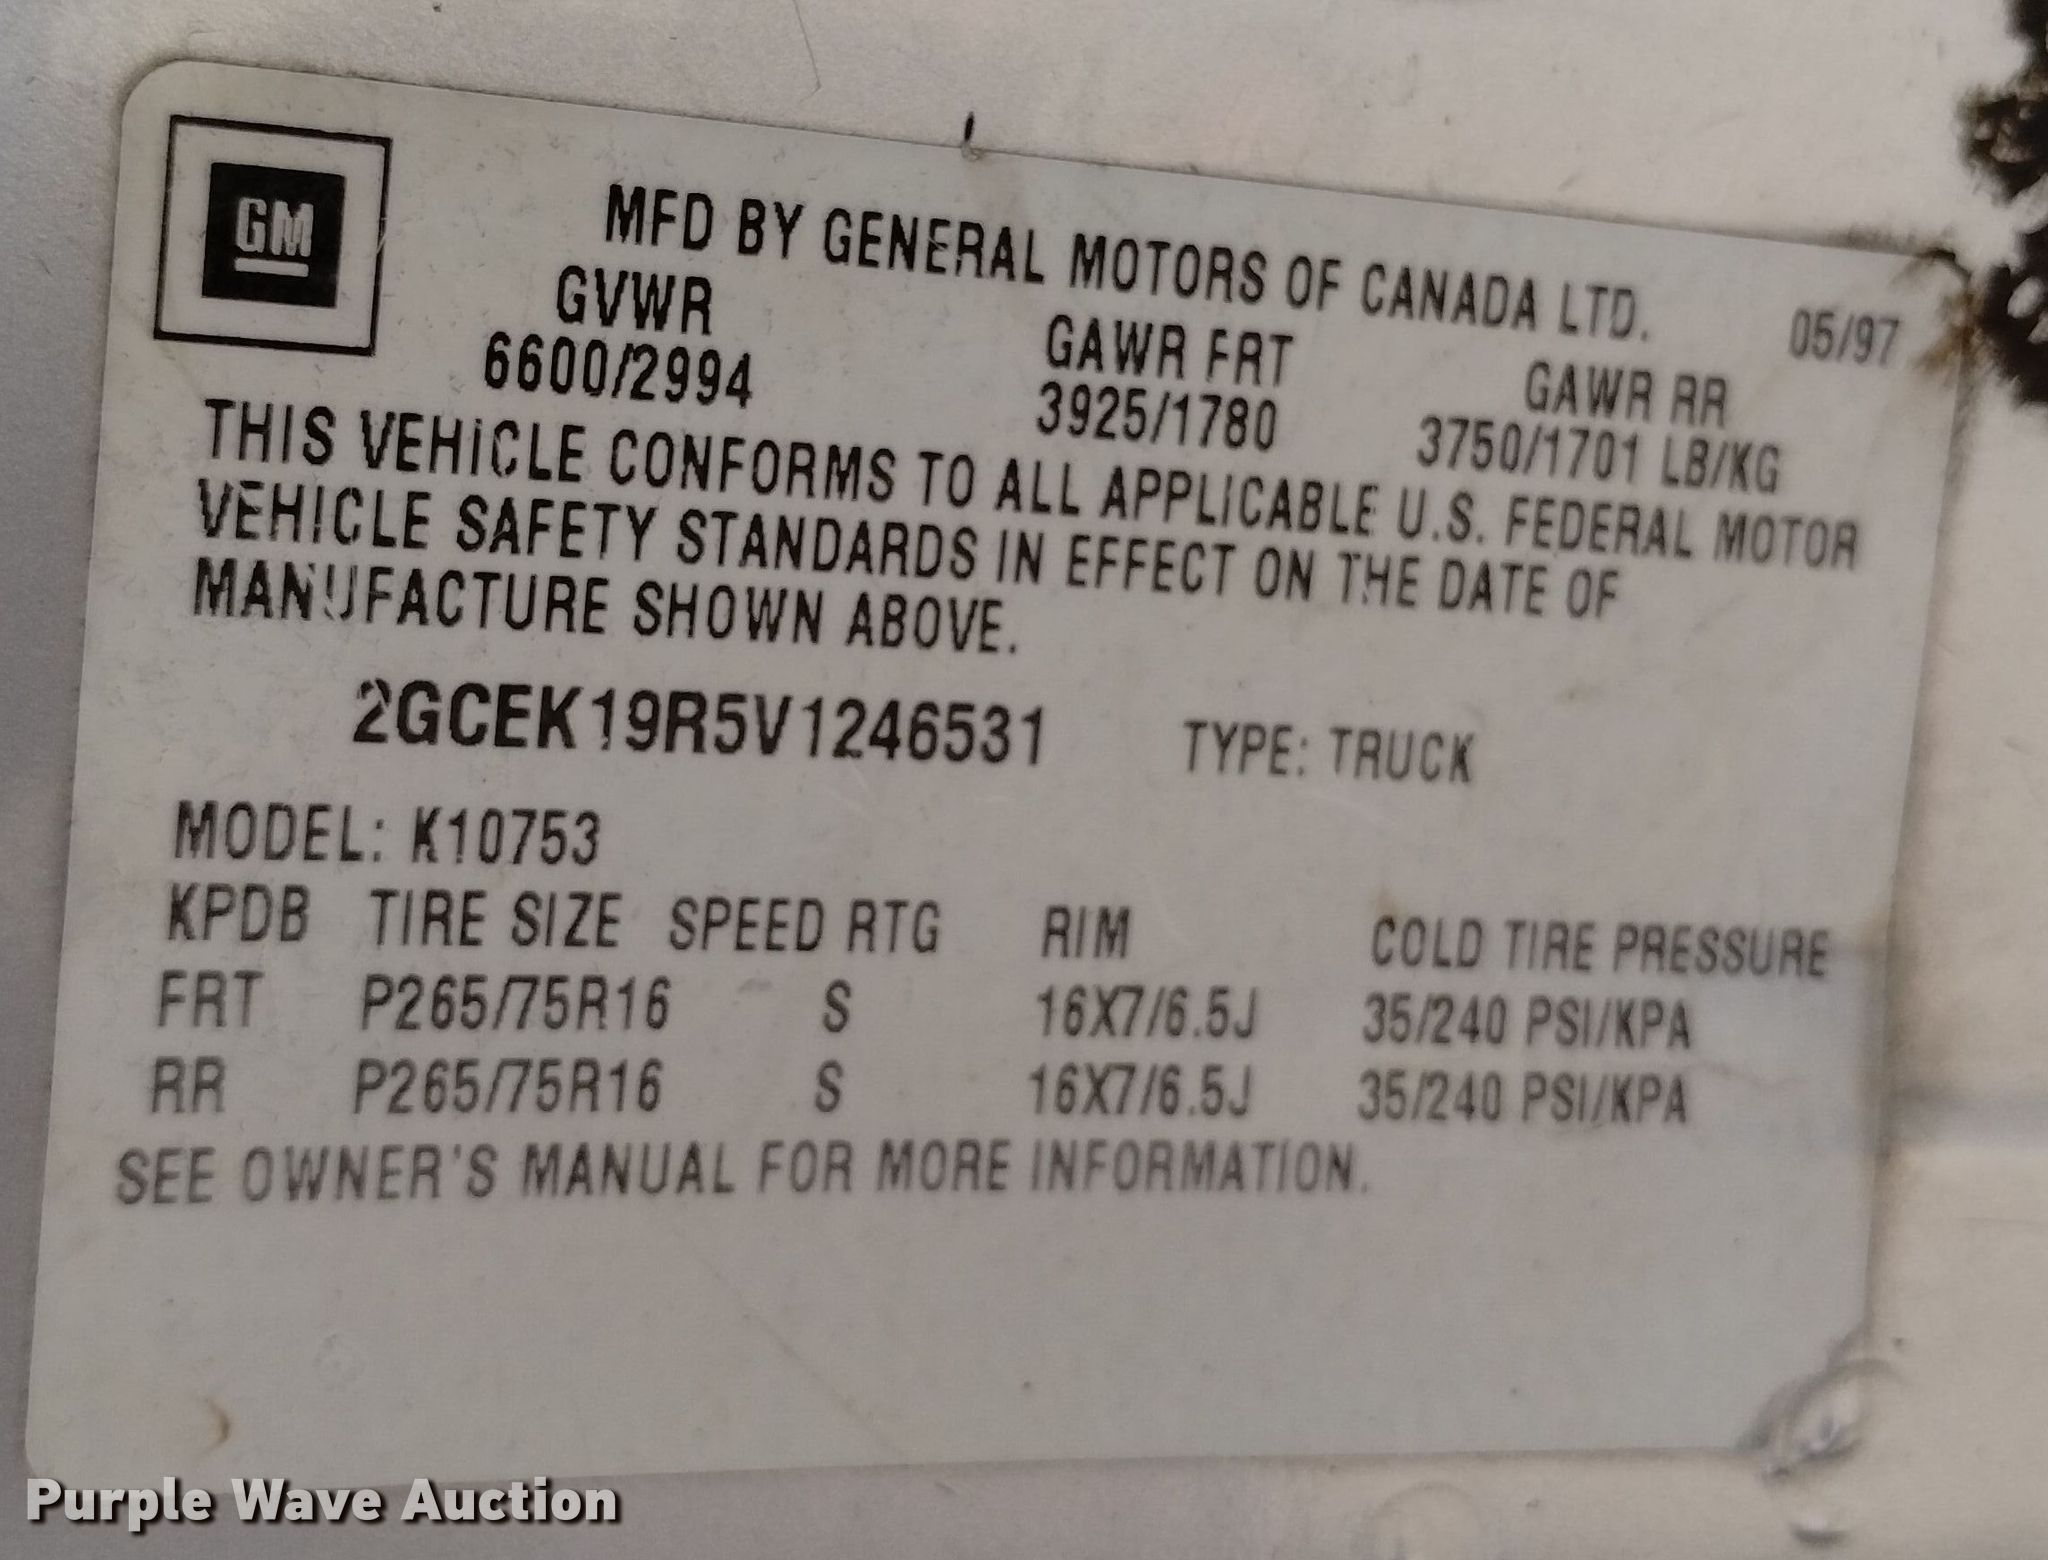 GM
MFD BY GENERAL MOTORS OF CANADA LTD. 05/97
GVWR GAWR FRT GAWR RR
6600/2994 3925/1780 3750/1701 LB/KG
THIS VEHICLE CONFORMS TO ALL APPLICABLE U.S. FEDERAL MOTOR
VEHICLE SAFETY STANDARDS IN EFFECT ON THE DATE OF
MANUFACTURE SHOWN ABOVE.
2GCEK19R5V1246531 TYPE: TRUCK
MODEL: K10753
KPDB TIRE SIZE SPEED RTG RIM COLD TIRE PRESSURE
FRT P265/75R16 S 16X7/6.5J 35/240 PSI/KPA
RR P265/75R16 S 16X7/6.5J 35/240 PSI/KPA
SEE OWNER'S MANUAL FOR MORE INFORMATION.
Purple Wave Auction